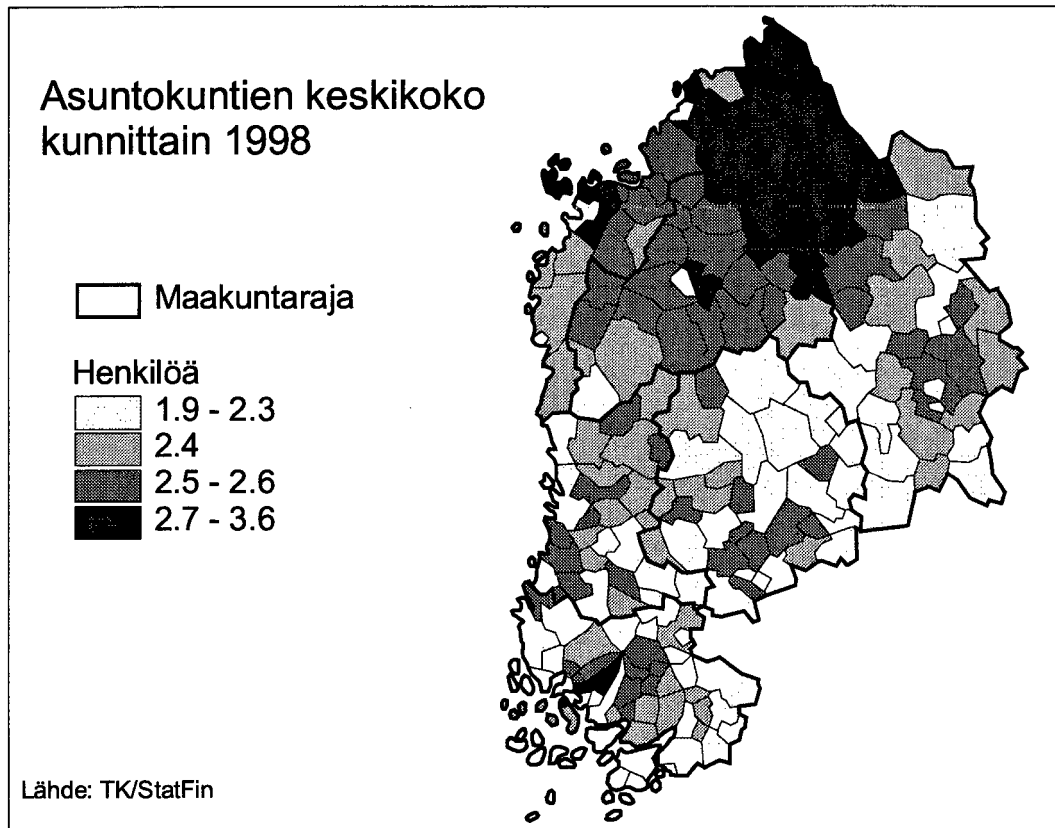 Asuntokuntien keskikoko
kunnittain 1998
Maakuntaraja
Henkilöä
1.9 - 2.3
2.4
2.5 - 2.6
2.7 - 3.6
Lähde: TK/StatFin